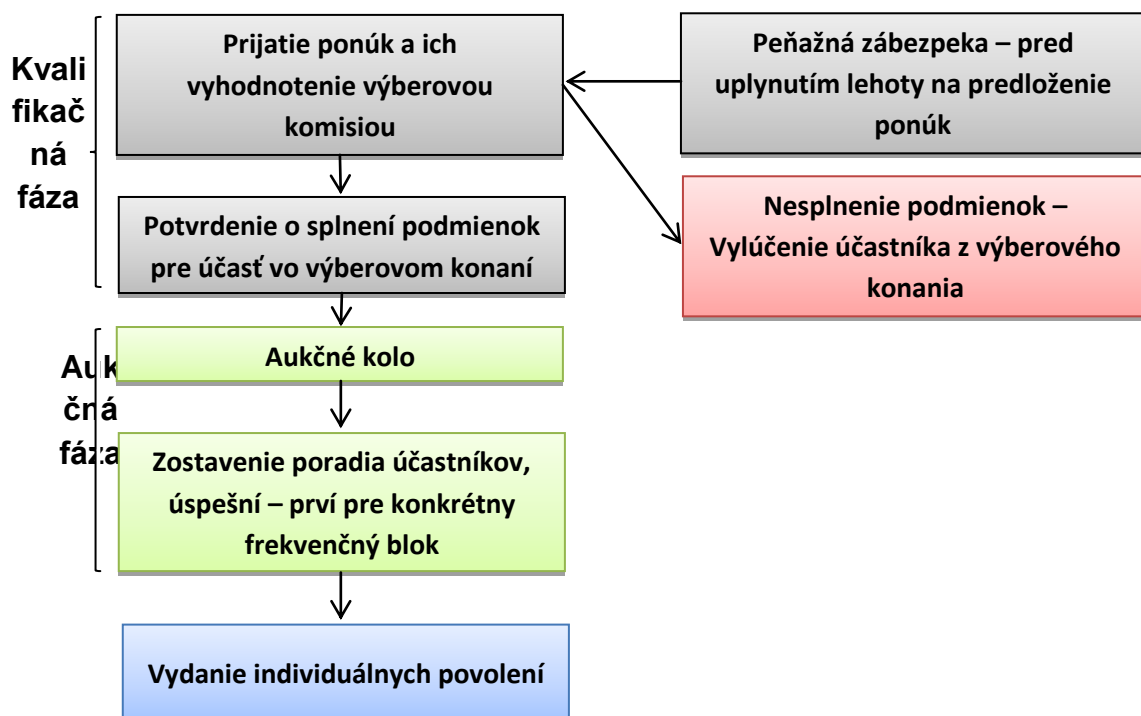 Kvali
fikač
ná
fáza
Prijatie ponúk a ich
vyhodnotenie výberovou
komisiou
Peňažná zábezpeka – pred
uplynutím lehoty na predloženie
ponúk
Potvrdenie o splnení podmienok
pre účasť vo výberovom konaní
Nesplnenie podmienok –
Vylúčenie účastníka z výberového
konania
Auk
čná
fáza
Aukčné kolo
Zostavenie poradia účastníkov,
úspešní – prví pre konkrétny
frekvenčný blok
Vydanie individuálnych povolení